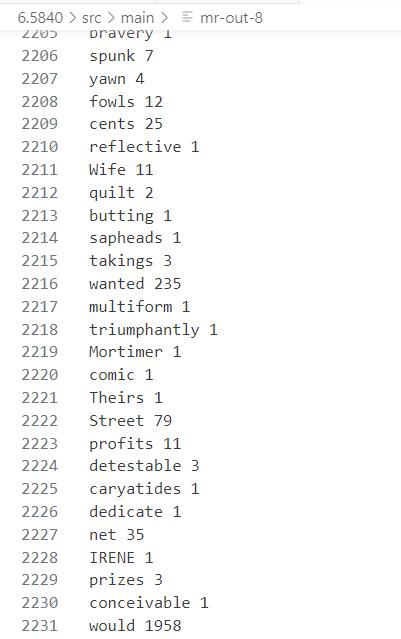 6.5840 > src > main > mr-out-8
2205 bravery 1
2206 spunk 7
2207 yawn 4
2208 fowls 12
2209 cents 25
2210 reflective 1
2211 Wife 11
2212 quilt 2
2213 butting 1
2214 sapheads 1
2215 takings 3
2216 wanted 235
2217 multiform 1
2218 triumphantly 1
2219 Mortimer 1
2220 comic 1
2221 Theirs 1
2222 Street 79
2223 profits 11
2224 detestable 3
2225 caryatides 1
2226 dedicate 1
2227 net 35
2228 IRENE 1
2229 prizes 3
2230 conceivable 1
2231 would 1958